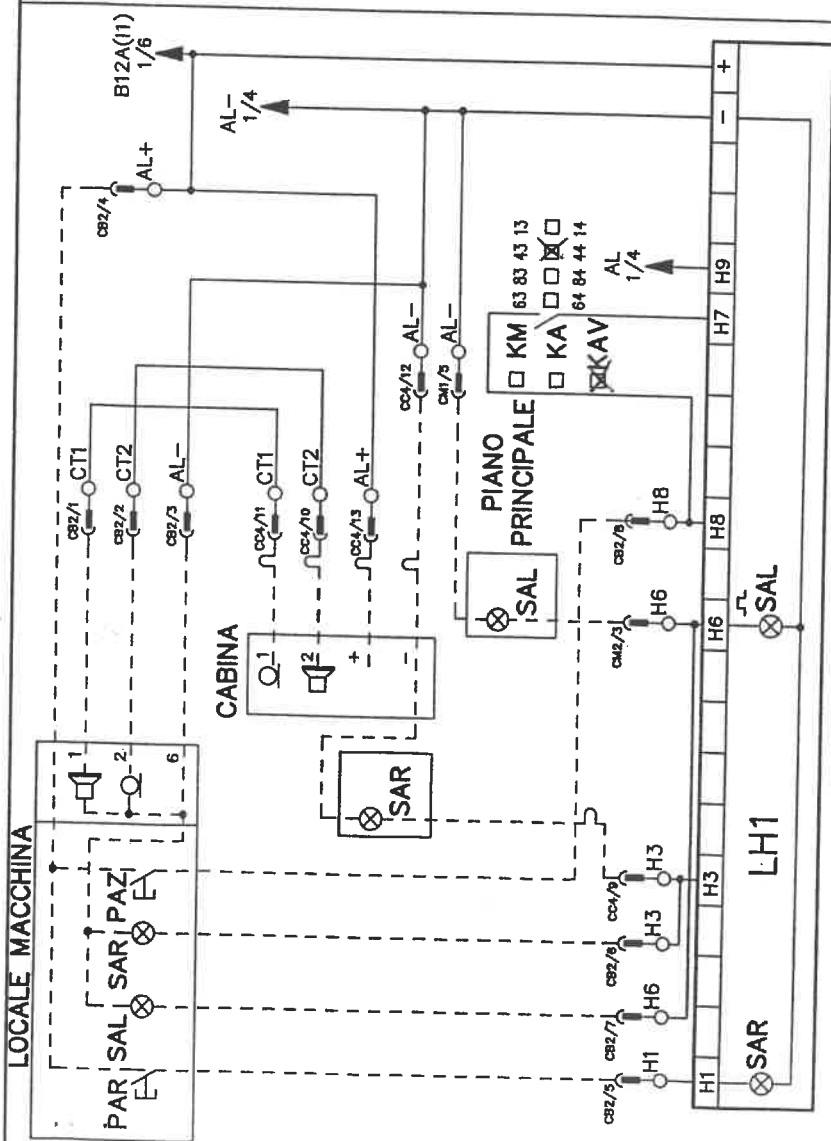 LOCALE MACCHINA
PAR
SAL
SAR
PAZ
1
2
6
CB2/4
AL+
B12A(I1)
1/6
AL-
1/4
CB2/1
CT1
CB2/2
CT2
CB2/3
AL-
CABINA
1
2
+
-
CC4/11
CT1
CC4/10
CT2
CC4/13
AL+
CC4/12
AL-
CM1/5
AL-
SAR
SAL
PIANO
PRINCIPALE
KM
KA
KAV
63 83 43 13
64 84 44 14
AL
1/4
CB2/5
H1
CB2/7
H6
CB2/6
H3
CC4/9
H3
CM2/3
H6
CB2/8
H8
H1
H3
H6
H8
H7
H9
-
+
SAR
LH1
SAL